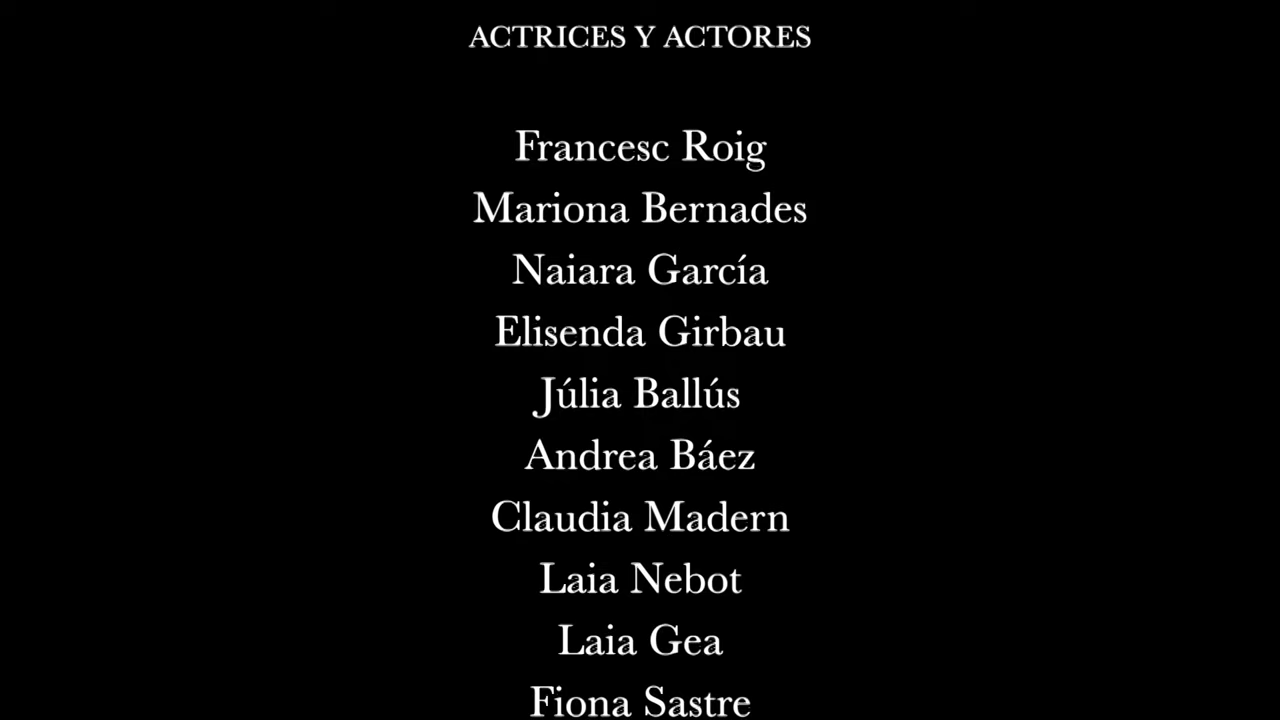 ACTRICES Y ACTORES
Francesc Roig
Mariona Bernades
Naiara García
Elisenda Girbau
Júlia Ballús
Andrea Báez
Claudia Madern
Laia Nebot
Laia Gea
Fiona Sastre